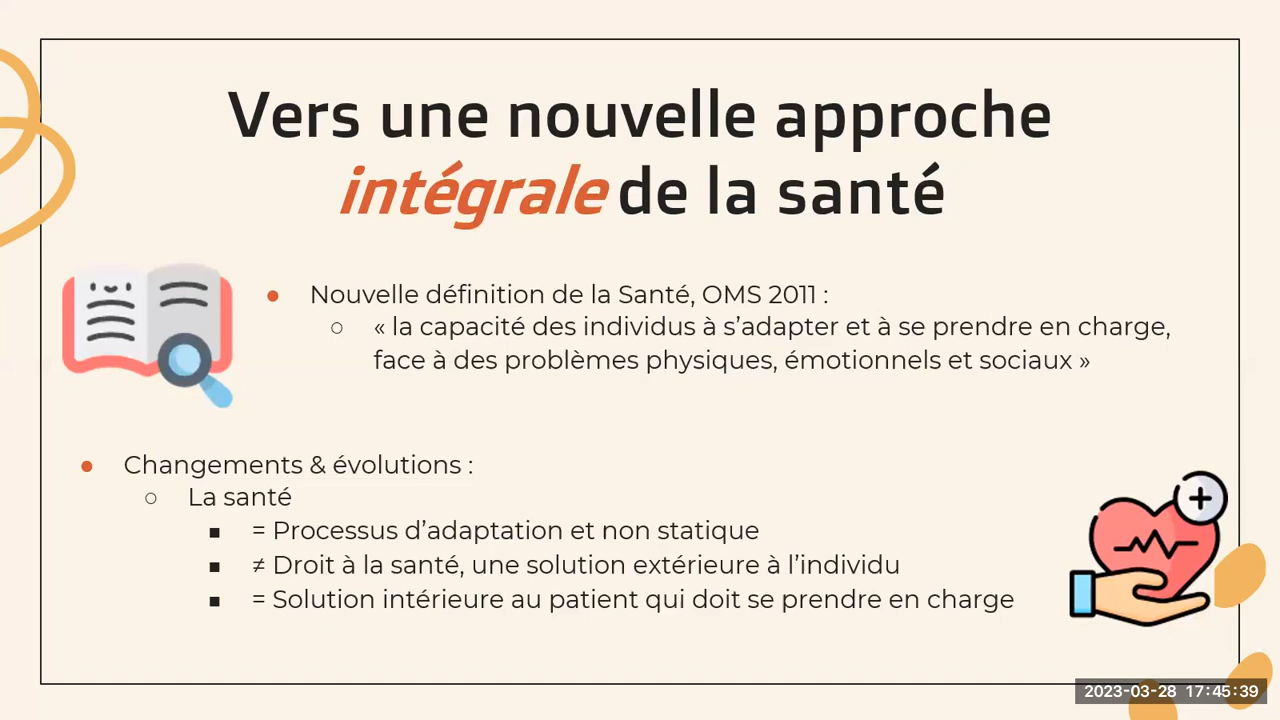 Vers une nouvelle approche
intégrale de la santé
● Nouvelle définition de la Santé, OMS 2011 :
○ « la capacité des individus à s’adapter et à se prendre en charge,
face à des problèmes physiques, émotionnels et sociaux »
● Changements & évolutions :
○ La santé
■ = Processus d’adaptation et non statique
■ ≠ Droit à la santé, une solution extérieure à l’individu
■ = Solution intérieure au patient qui doit se prendre en charge
2023-03-28 17:45:39